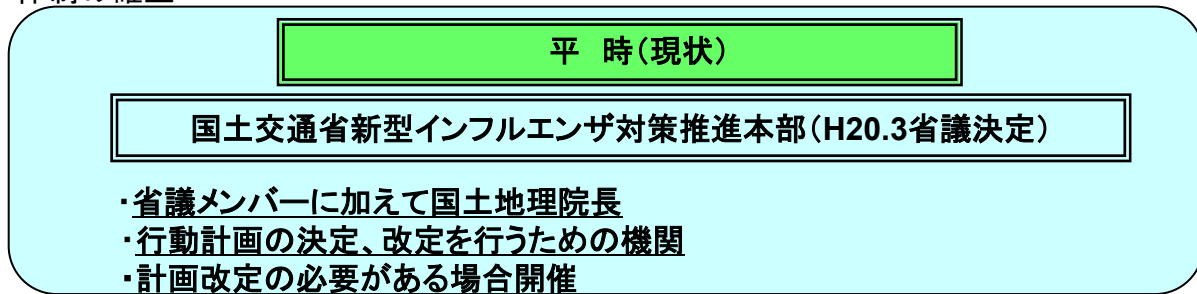 平 時（現状）
国土交通省新型インフルエンザ対策推進本部（H20.3省議決定）
・省議メンバーに加えて国土地理院長
・行動計画の決定、改定を行うための機関
・計画改定の必要がある場合開催